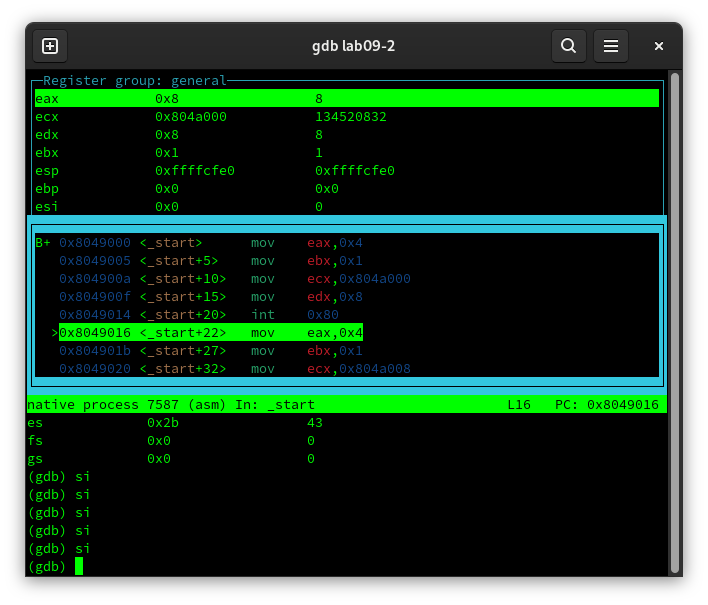 gdb lab09-2
Register group: general
eax 0x8 8
ecx 0x804a000 134520832
edx 0x8 8
ebx 0x1 1
esp 0xffffcfe0 0xffffcfe0
ebp 0x0 0x0
esi 0x0 0
B+ 0x8049000 <_start> mov eax,0x4
0x8049005 <_start+5> mov ebx,0x1
0x804900a <_start+10> mov ecx,0x804a000
0x804900f <_start+15> mov edx,0x8
0x8049014 <_start+20> int 0x80
>0x8049016 <_start+22> mov eax,0x4
0x804901b <_start+27> mov ebx,0x1
0x8049020 <_start+32> mov ecx,0x804a008
native process 7587 (asm) In: _start L16 PC: 0x8049016
es 0x2b 43
fs 0x0 0
gs 0x0 0
(gdb) si
(gdb) si
(gdb) si
(gdb) si
(gdb) si
(gdb)